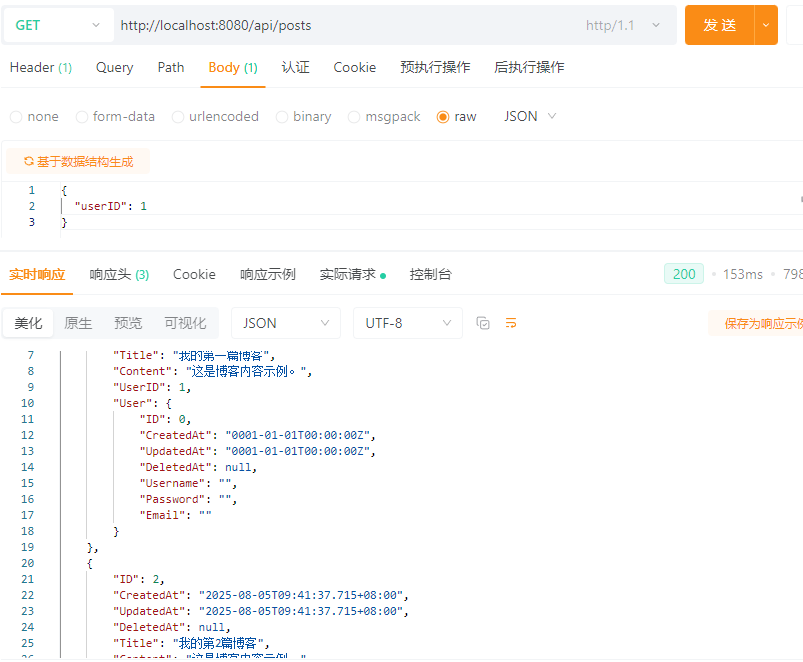 GET http://localhost:8080/api/posts http/1.1 发 送
Header (1) Query Path Body (1) 认证 Cookie 预执行操作 后执行操作
none form-data urlencoded binary msgpack raw JSON
基于数据结构生成
1 {
2 "userID": 1
3 }
实时响应 响应头 (3) Cookie 响应示例 实际请求 控制台 200 153ms 798
美化 原生 预览 可视化 JSON UTF-8 保存为响应示例
7 "Title": "我的第一篇博客",
8 "Content": "这是博客内容示例。",
9 "UserID": 1,
10 "User": {
11 "ID": 0,
12 "CreatedAt": "0001-01-01T00:00:00Z",
13 "UpdatedAt": "0001-01-01T00:00:00Z",
14 "DeletedAt": null,
15 "Username": "",
16 "Password": "",
17 "Email": ""
18 }
19 },
20 {
21 "ID": 2,
22 "CreatedAt": "2025-08-05T09:41:37.715+08:00",
23 "UpdatedAt": "2025-08-05T09:41:37.715+08:00",
24 "DeletedAt": null,
25 "Title": "我的第2篇博客",
26 "Content": "这是博客内容示例。"